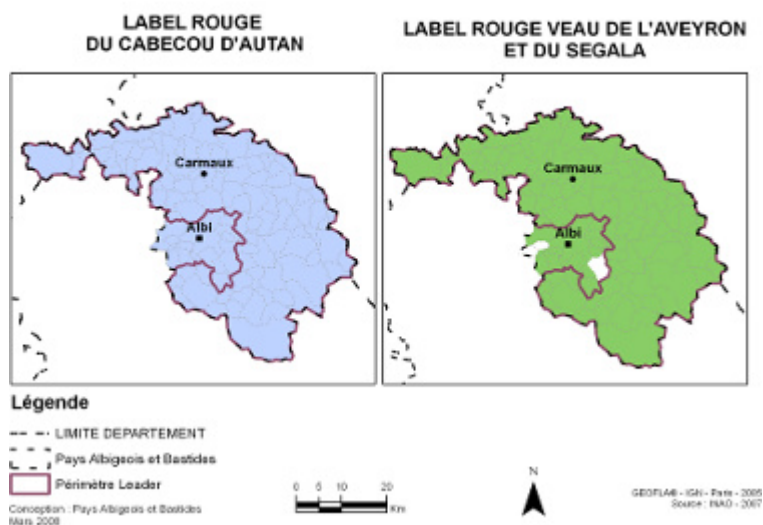 LABEL ROUGE
DU CABECOU D'AUTAN
LABEL ROUGE VEAU DE L'AVEYRON
ET DU SEGALA
Carmaux
Albi
Carmaux
Albi
Légende
LIMITE DEPARTEMENT
Pays Albigeois et Bastides
Périmètre Leader
Conception : Pays Albigeois et Bastides
Mars 2008
0 5 10 20
Km
N
GEOFLA® - IGN - Paris - 2005
Source : INAO - 2007